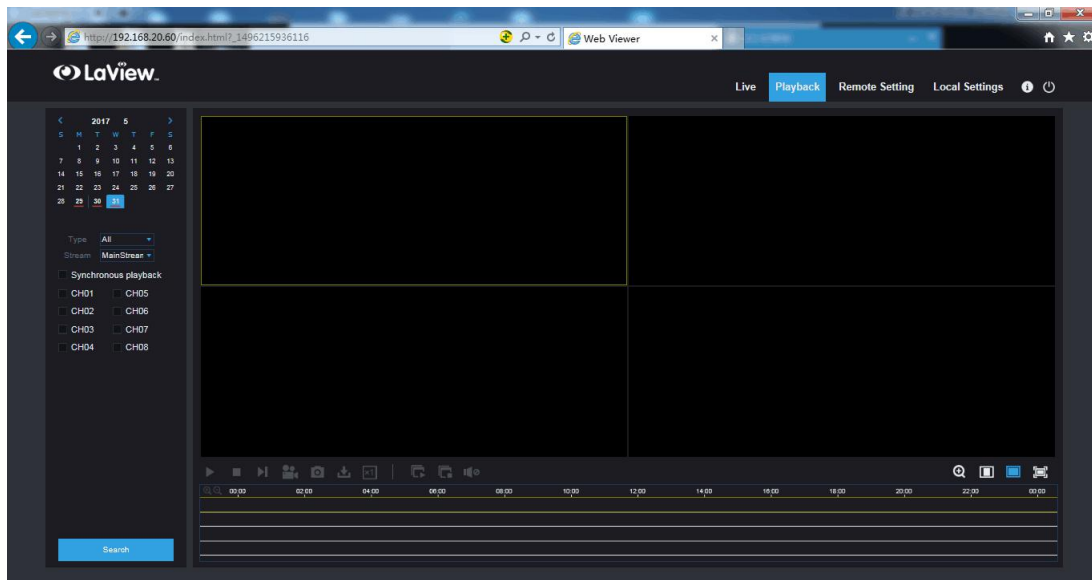 http://192.168.20.60/index.html?_1496215936116
Web Viewer
LaView
Live Playback Remote Setting Local Settings
2017 5
S M T W T F S
1 2 3 4 5 6
7 8 9 10 11 12 13
14 15 16 17 18 19 20
21 22 23 24 25 26 27
28 29 30 31
Type All
Stream MainStrear
Synchronous playback
CH01 CH05
CH02 CH06
CH03 CH07
CH04 CH08
x1
00:00 02:00 04:00 06:00 08:00 10:00 12:00 14:00 16:00 18:00 20:00 22:00 00:00
Search